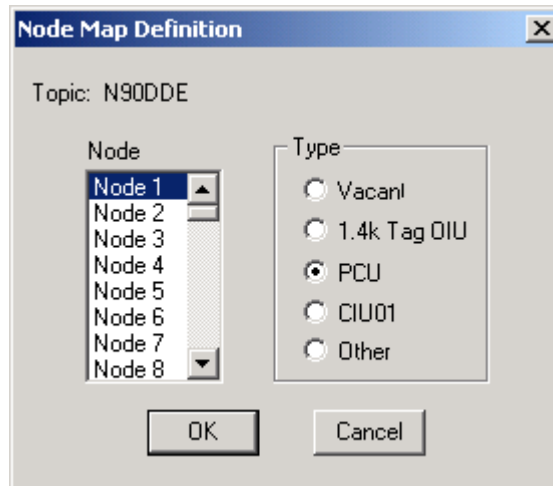 Node Map Definition
Topic: N90DDE
Node
Node 1
Node 2
Node 3
Node 4
Node 5
Node 6
Node 7
Node 8
Type
Vacant
1.4k Tag OIU
PCU
CIU01
Other
OK
Cancel